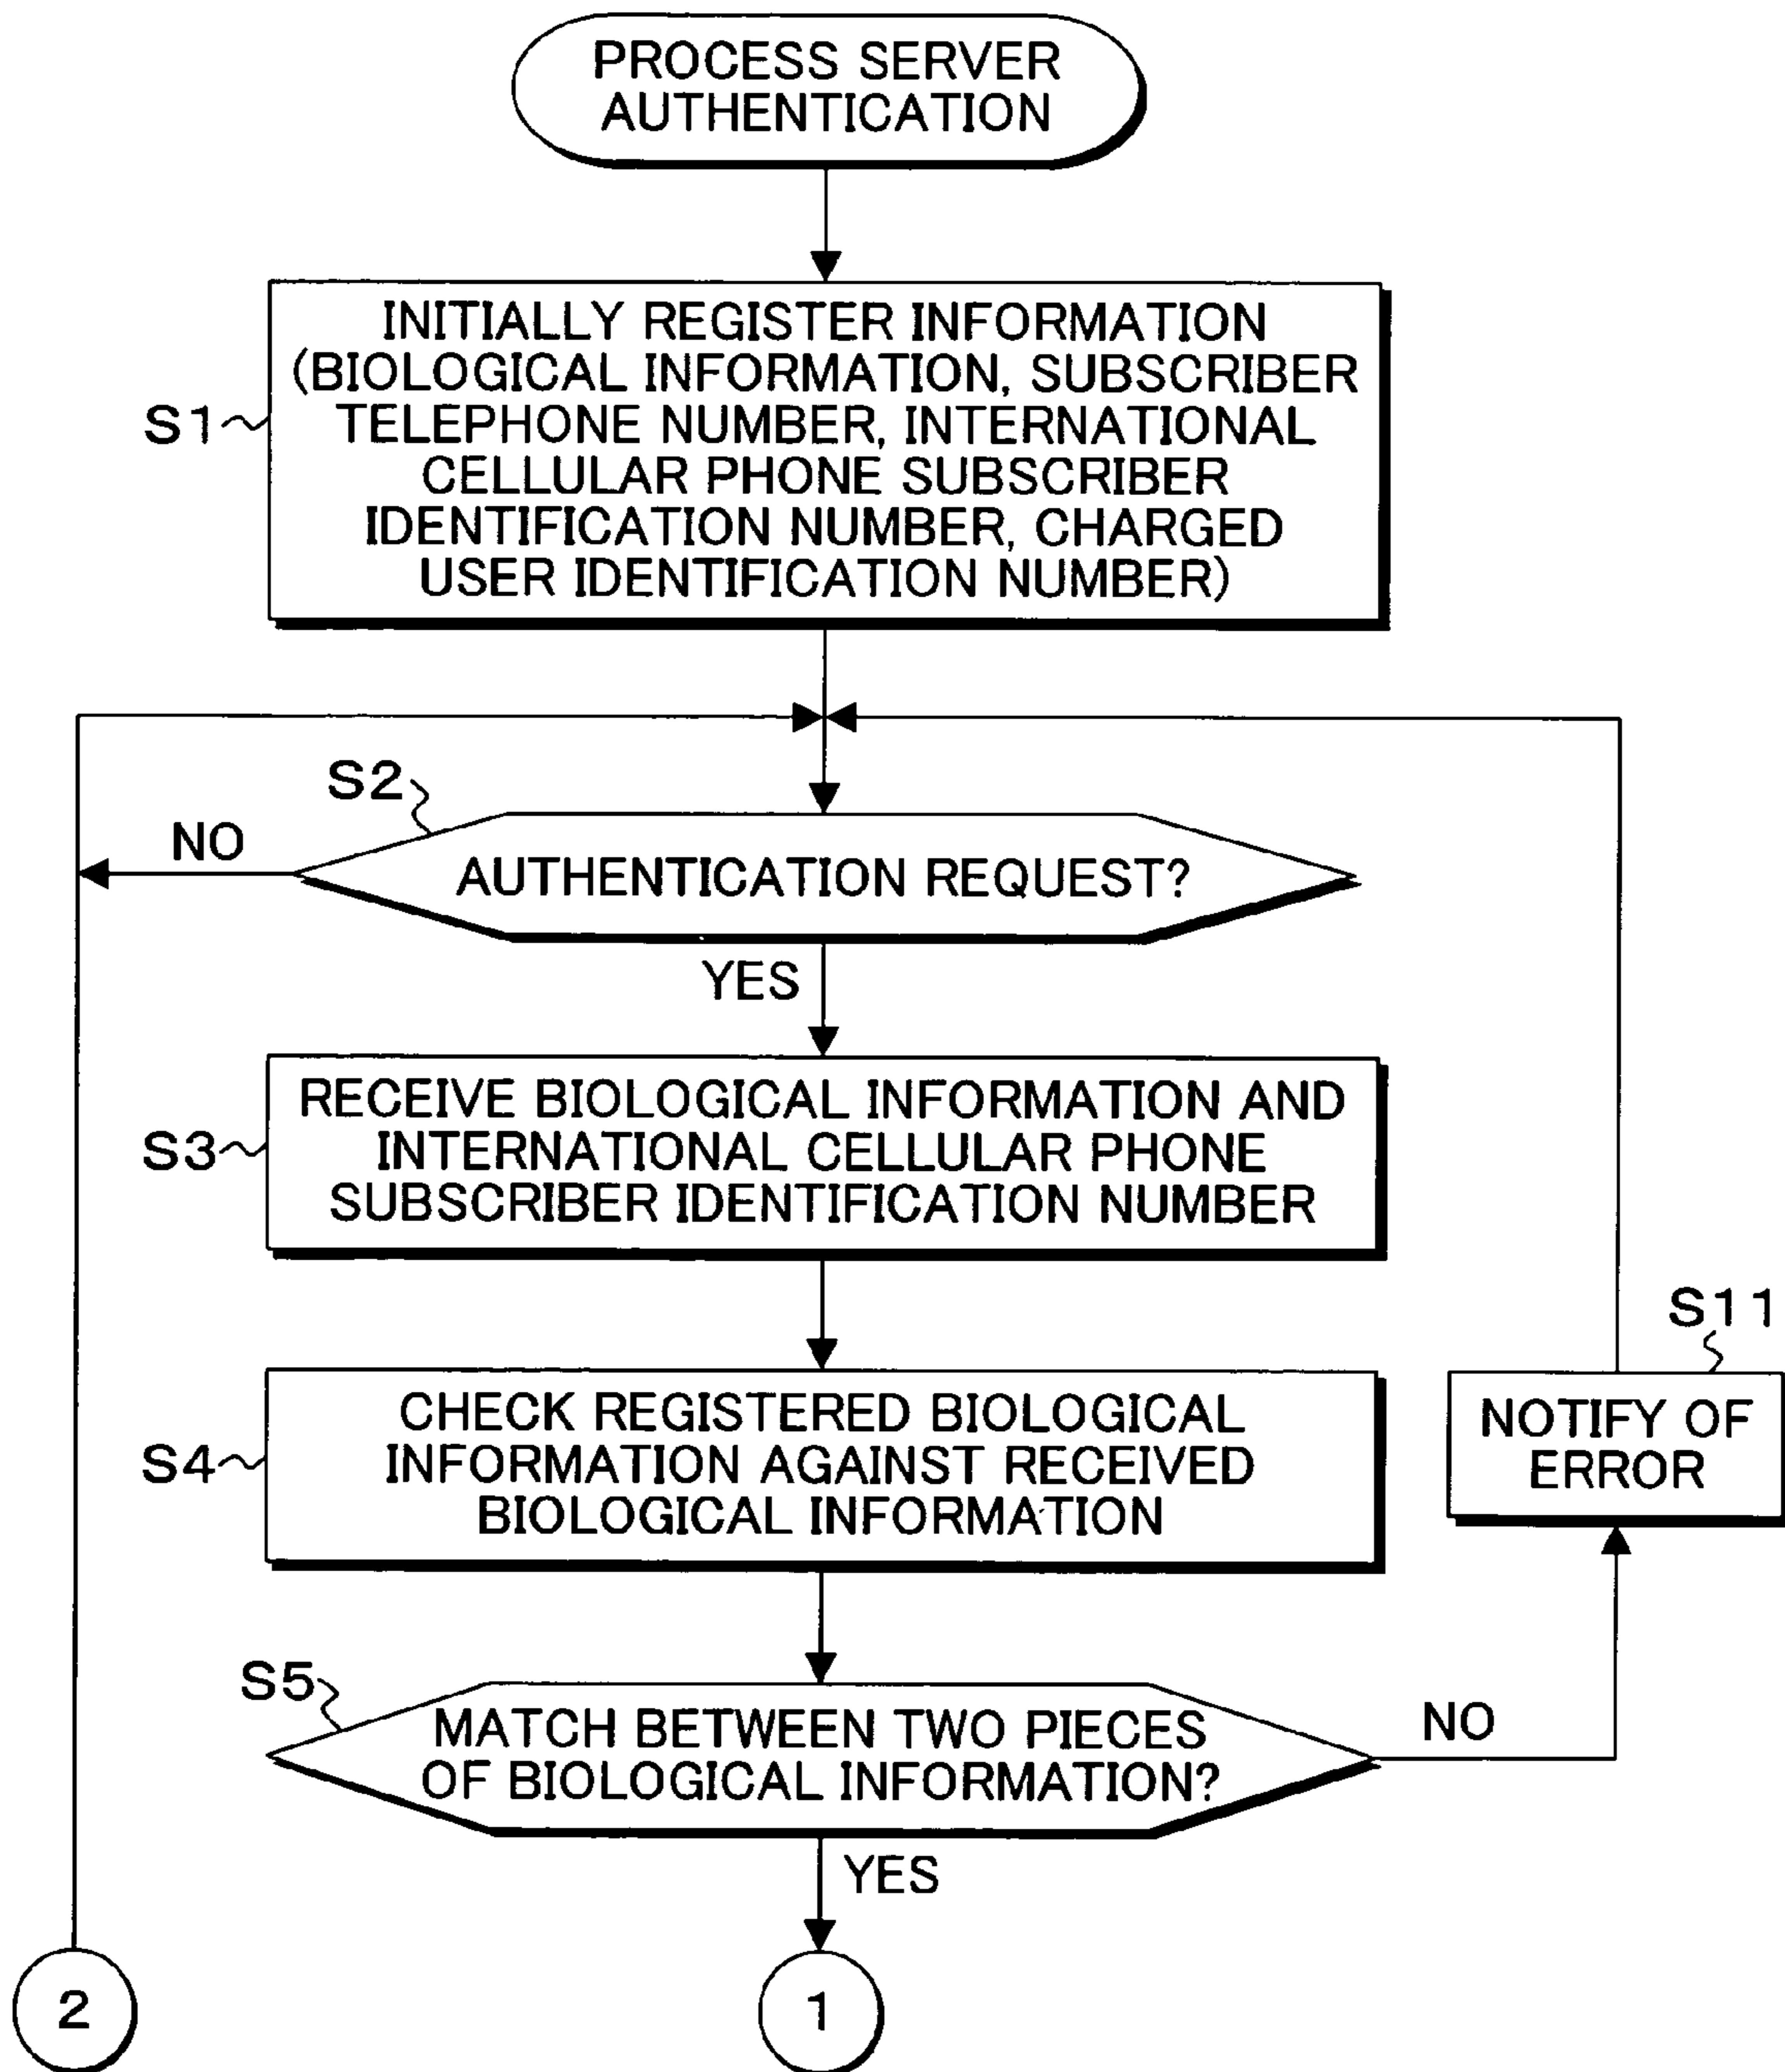 PROCESS SERVER
AUTHENTICATION
INITIALLY REGISTER INFORMATION
(BIOLOGICAL INFORMATION, SUBSCRIBER
TELEPHONE NUMBER, INTERNATIONAL
CELLULAR PHONE SUBSCRIBER
IDENTIFICATION NUMBER, CHARGED
USER IDENTIFICATION NUMBER)
S1
S2
NO
AUTHENTICATION REQUEST?
YES
RECEIVE BIOLOGICAL INFORMATION AND
INTERNATIONAL CELLULAR PHONE
SUBSCRIBER IDENTIFICATION NUMBER
S3
S11
NOTIFY OF
ERROR
CHECK REGISTERED BIOLOGICAL
INFORMATION AGAINST RECEIVED
BIOLOGICAL INFORMATION
S4
S5
MATCH BETWEEN TWO PIECES
OF BIOLOGICAL INFORMATION?
NO
YES
2
1